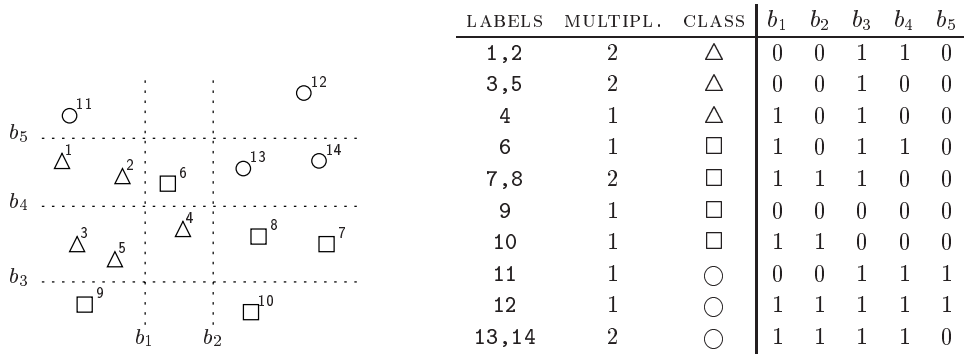 12
11
b5
1 2 6 13 14
b4
3 5 4 8 7
b3
9 10
b1 b2
LABELS MULTIPL. CLASS b1 b2 b3 b4 b5
1,2 2 △ 0 0 1 1 0
3,5 2 △ 0 0 1 0 0
4 1 △ 1 0 1 0 0
6 1 □ 1 0 1 1 0
7,8 2 □ 1 1 1 0 0
9 1 □ 0 0 0 0 0
10 1 □ 1 1 0 0 0
11 1 ○ 0 0 1 1 1
12 1 ○ 1 1 1 1 1
13,14 2 ○ 1 1 1 1 0